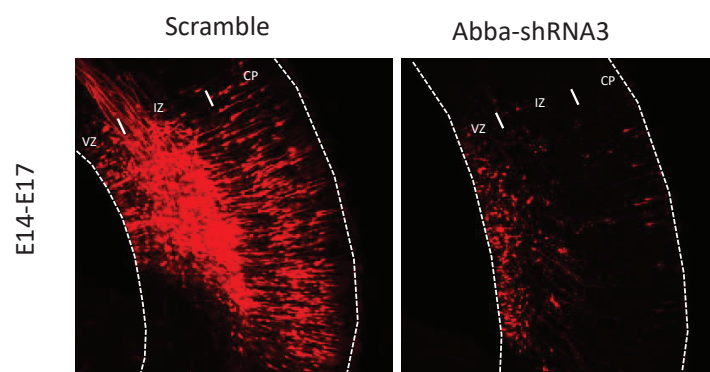 Scramble
Abba-shRNA3
E14-E17
VZ
IZ
CP
VZ
IZ
CP